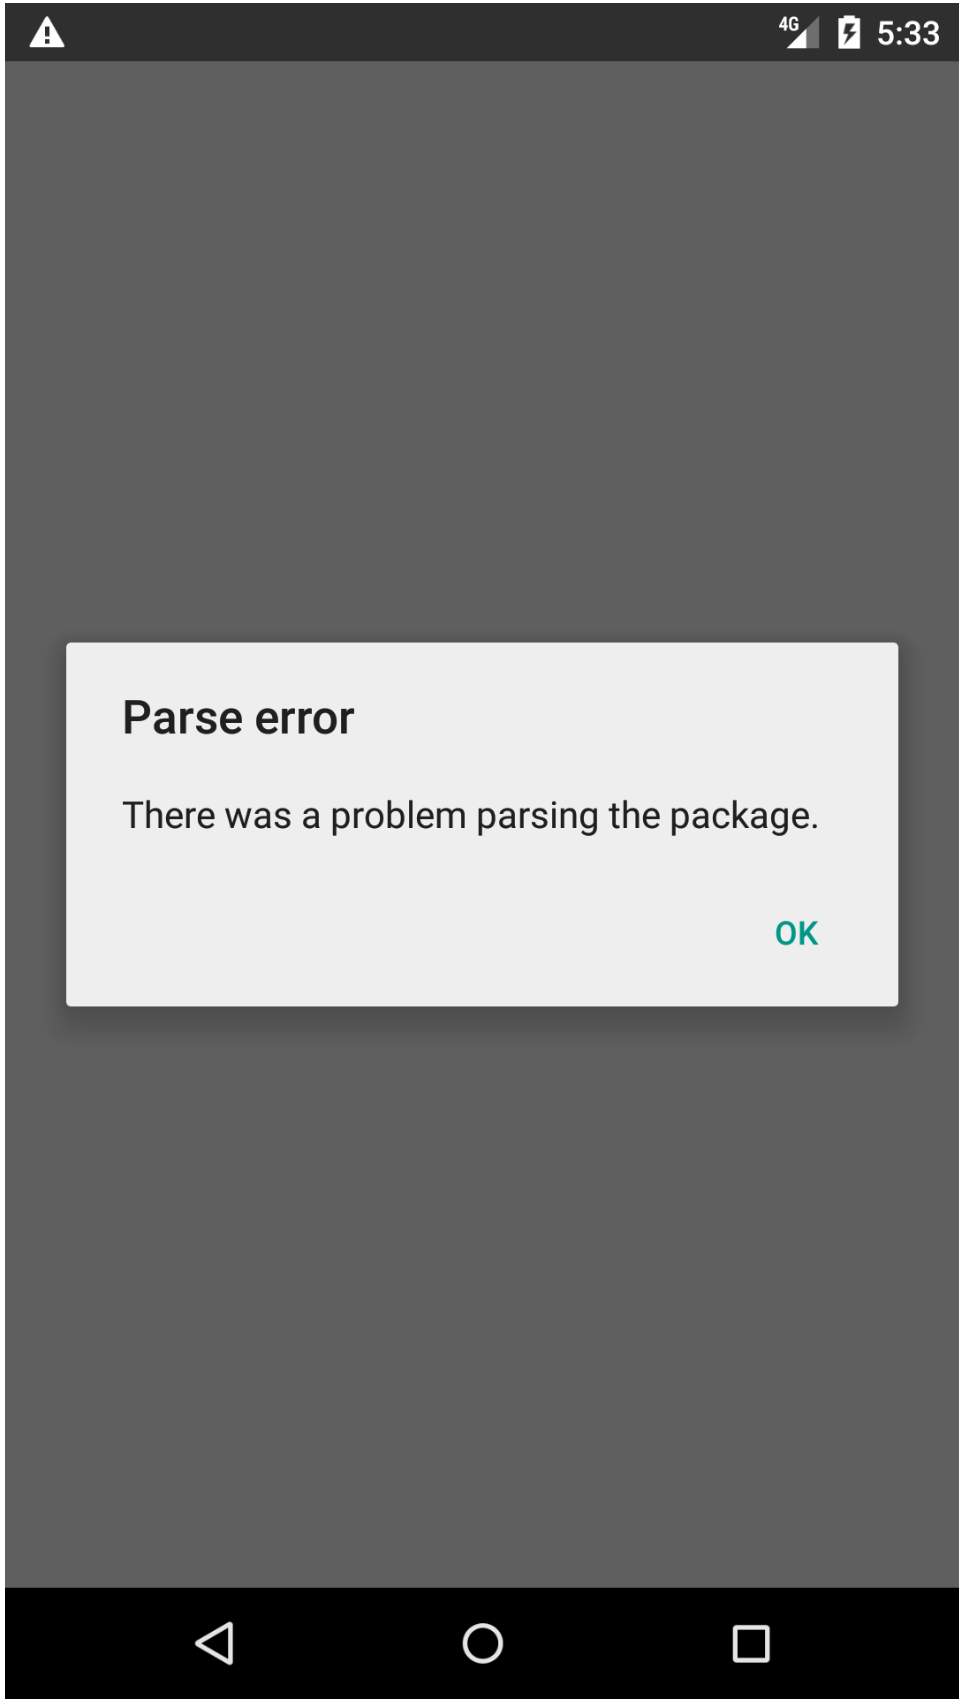 4G 5:33
Parse error
There was a problem parsing the package.
OK